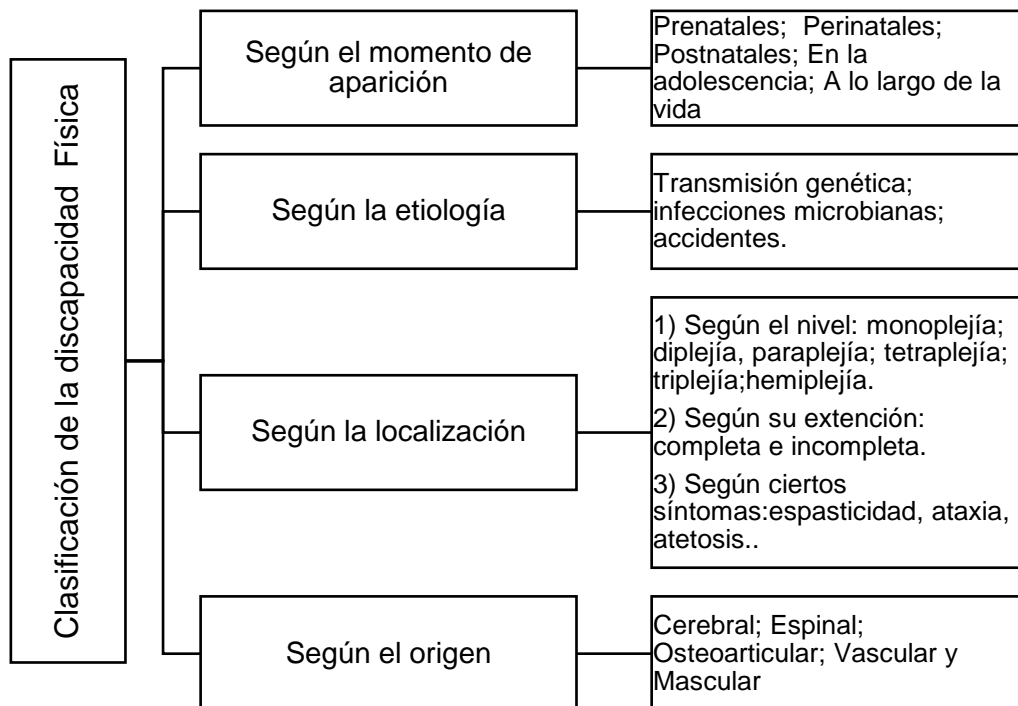 Clasificación de la discapacidad Física
Según el momento de
aparición
Prenatales; Perinatales;
Postnatales; En la
adolescencia; A lo largo de la
vida
Según la etiología
Transmisión genética;
infecciones microbianas;
accidentes.
Según la localización
1) Según el nivel: monoplejía;
diplejía, paraplejía; tetraplejía;
triplejía;hemiplejía.
2) Según su extención:
completa e incompleta.
3) Según ciertos
síntomas:espasticidad, ataxia,
atetosis..
Según el origen
Cerebral; Espinal;
Osteoarticular; Vascular y
Mascular